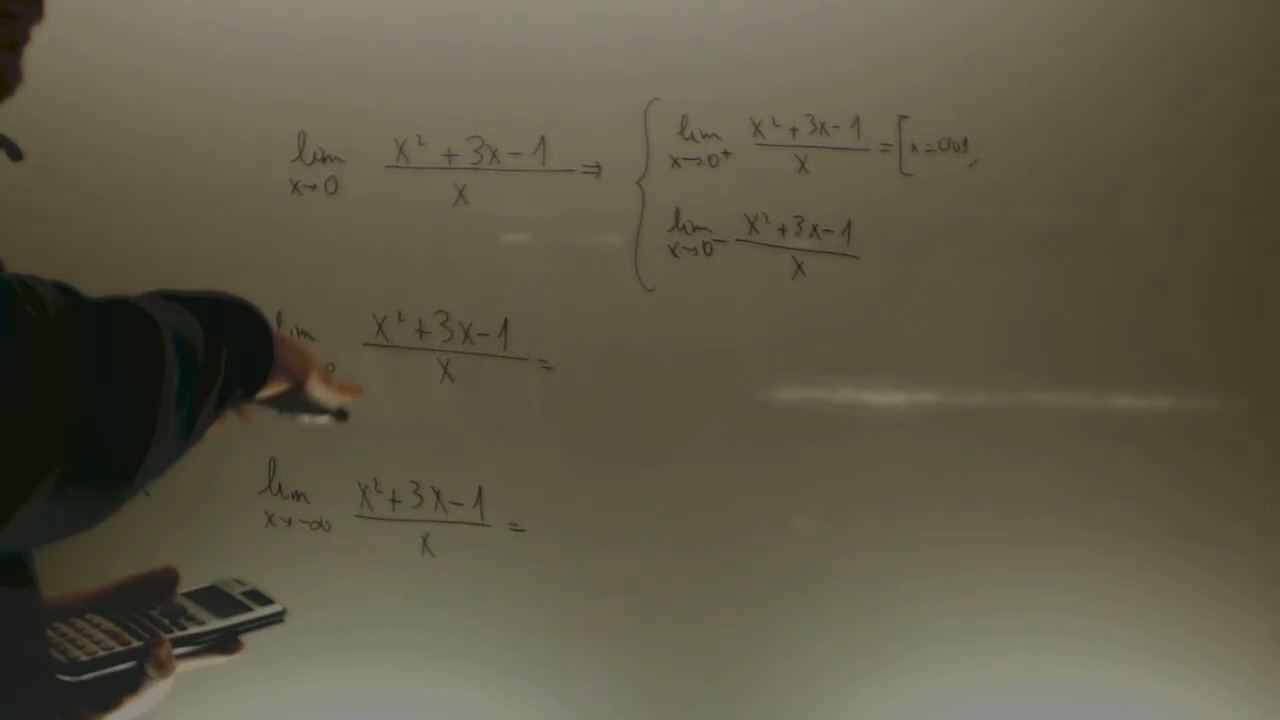 lim x→0 x² + 3x - 1 / x ⇒ { lim x→0⁺ x² + 3x - 1 / x = [x = 0'01,
lim x→0⁻ x² + 3x - 1 / x
lim x² + 3x - 1 / x =
lim x→-∞ x² + 3x - 1 / x =